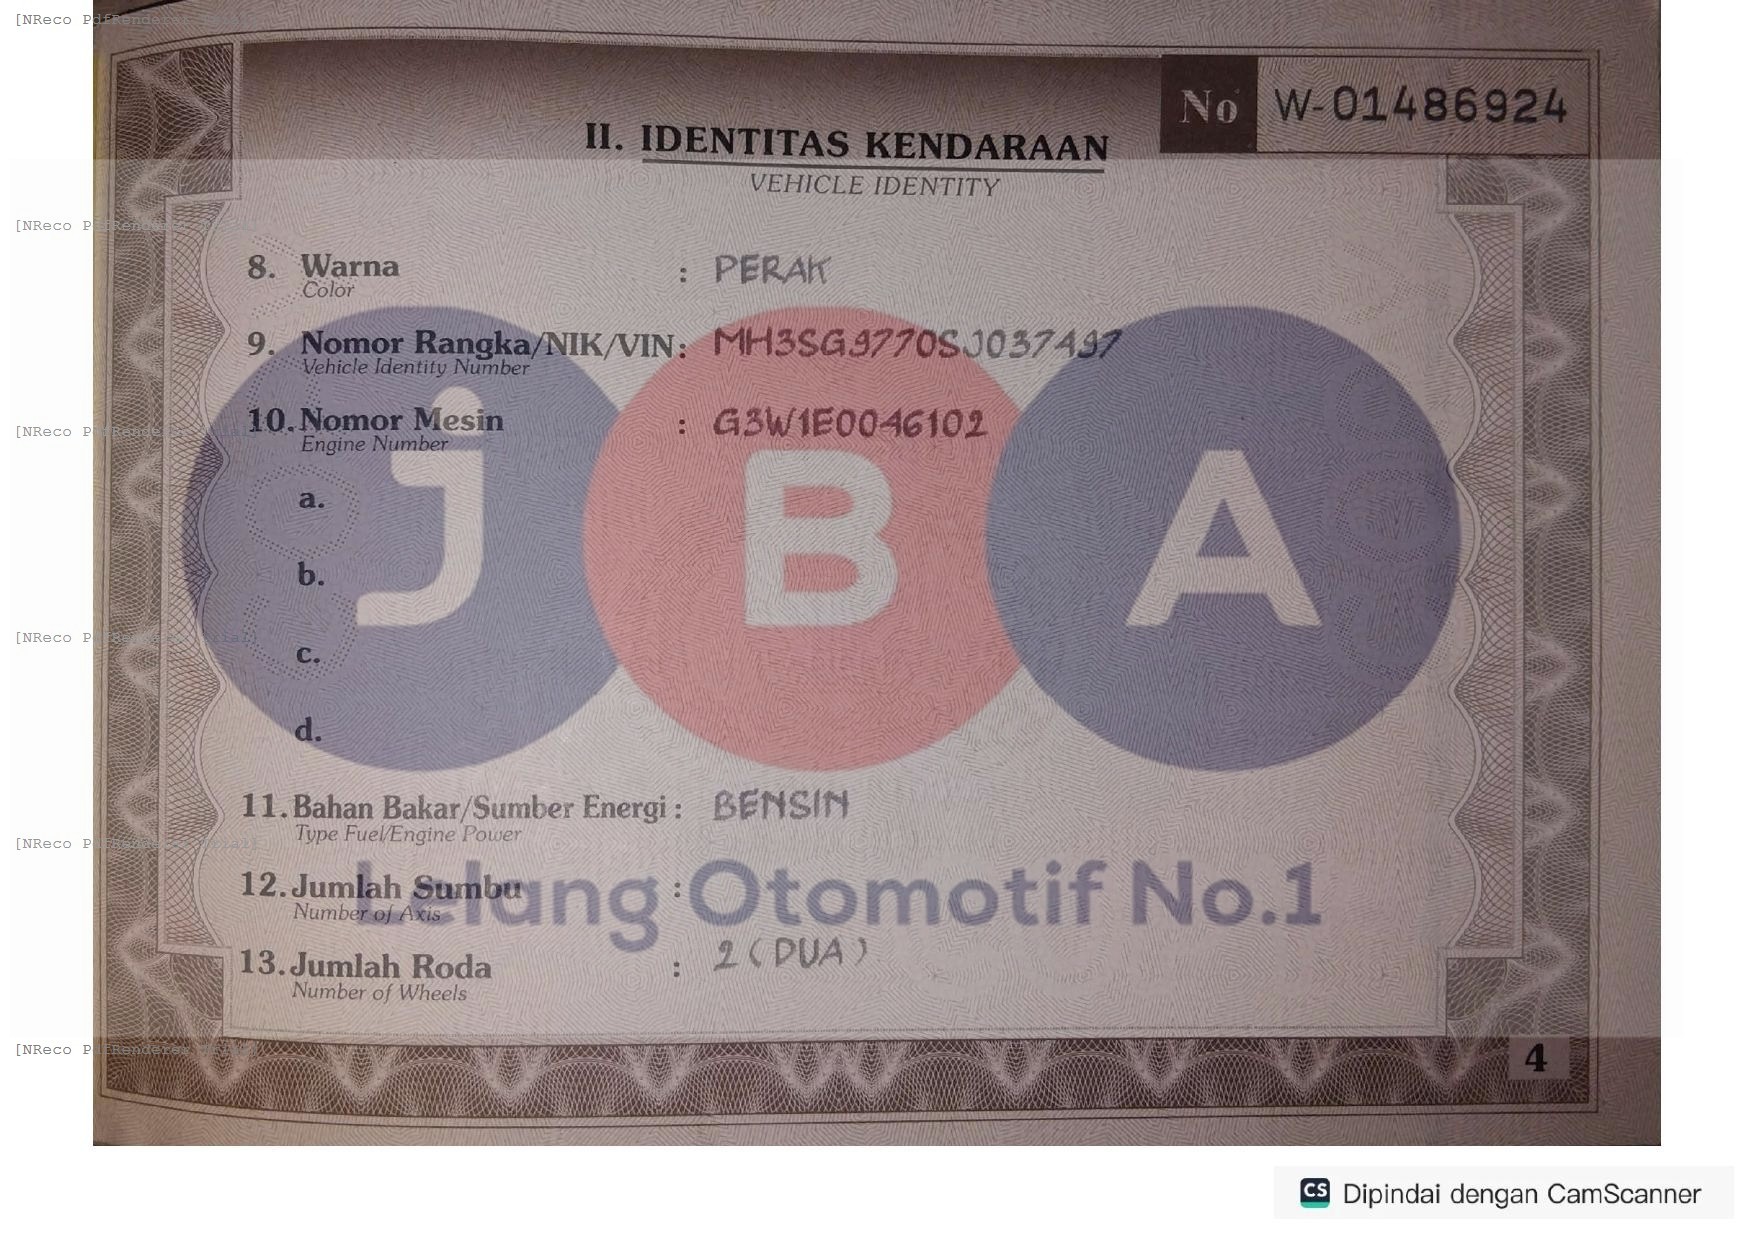 No W-01486924
II. IDENTITAS KENDARAAN
VEHICLE IDENTITY
8. Warna : PERAK
Color
9. Nomor Rangka/NIK/VIN: MH3SG9770SJ037497
Vehicle Identity Number
10. Nomor Mesin : G3W1E0046102
Engine Number
a.
b.
c.
d.
JBA
11. Bahan Bakar/Sumber Energi : BENSIN
Type Fuel/Engine Power
Lelang Otomotif No.1
12. Jumlah Sumbu :
Number of Axis
13. Jumlah Roda : 2 (DUA)
Number of Wheels
4
CS Dipindai dengan CamScanner